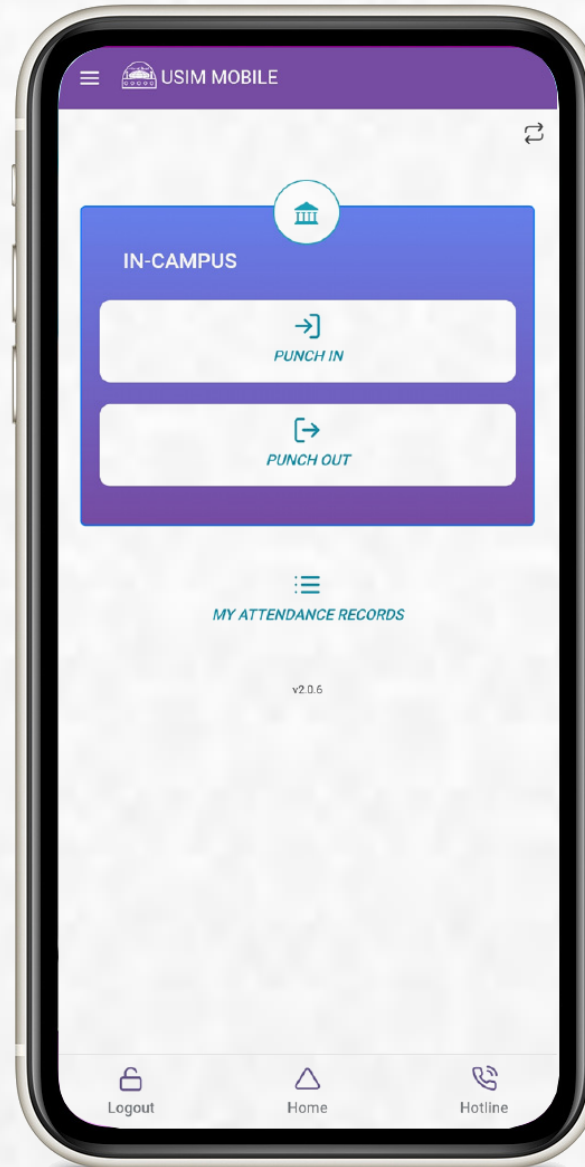 USIM MOBILE
IN-CAMPUS
PUNCH IN
PUNCH OUT
MY ATTENDANCE RECORDS
v2.0.6
Logout
Home
Hotline